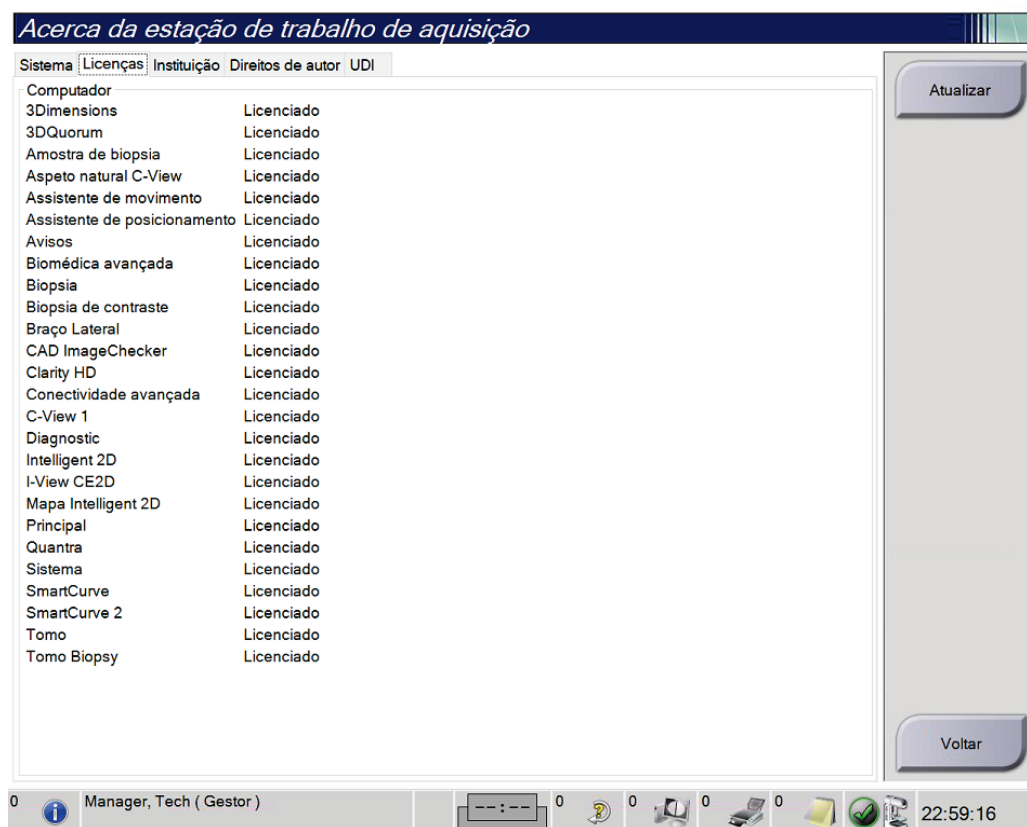 Acerca da estação de trabalho de aquisição
Sistema Licenças Instituição Direitos de autor UDI
Computador
3Dimensions Licenciado
3DQuorum Licenciado
Amostra de biopsia Licenciado
Aspeto natural C-View Licenciado
Assistente de movimento Licenciado
Assistente de posicionamento Licenciado
Avisos Licenciado
Biomédica avançada Licenciado
Biopsia Licenciado
Biopsia de contraste Licenciado
Braço Lateral Licenciado
CAD ImageChecker Licenciado
Clarity HD Licenciado
Conectividade avançada Licenciado
C-View 1 Licenciado
Diagnostic Licenciado
Intelligent 2D Licenciado
I-View CE2D Licenciado
Mapa Intelligent 2D Licenciado
Principal Licenciado
Quantra Licenciado
Sistema Licenciado
SmartCurve Licenciado
SmartCurve 2 Licenciado
Tomo Licenciado
Tomo Biopsy Licenciado
Atualizar
Voltar
0 Manager, Tech ( Gestor ) --:-- 0 0 0 0 22:59:16